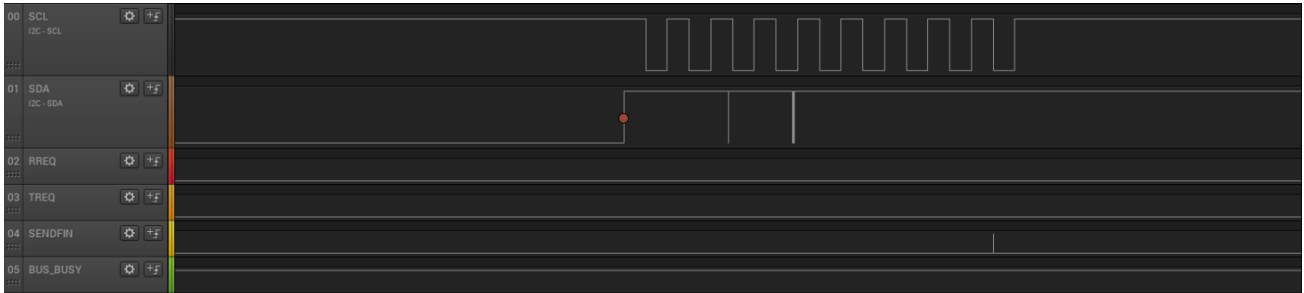 00 SCL
I2C - SCL
01 SDA
I2C - SDA
02 RREQ
03 TREQ
04 SENDFIN
05 BUS_BUSY